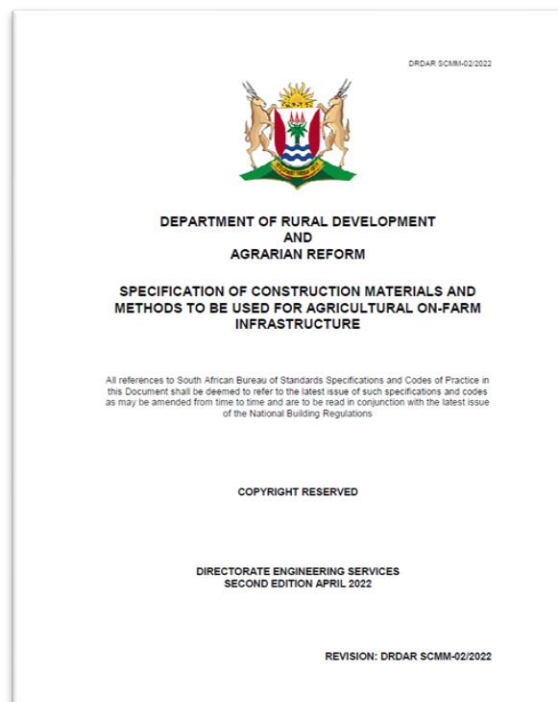 DRDAR SCMM-02/2022
DEPARTMENT OF RURAL DEVELOPMENT
AND
AGRARIAN REFORM
SPECIFICATION OF CONSTRUCTION MATERIALS AND
METHODS TO BE USED FOR AGRICULTURAL ON-FARM
INFRASTRUCTURE
All references to South African Bureau of Standards Specifications and Codes of Practice in
this Document shall be deemed to refer to the latest issue of such specifications and codes
as may be amended from time to time and are to be read in conjunction with the latest issue
of the National Building Regulations
COPYRIGHT RESERVED
DIRECTORATE ENGINEERING SERVICES
SECOND EDITION APRIL 2022
REVISION: DRDAR SCMM-02/2022